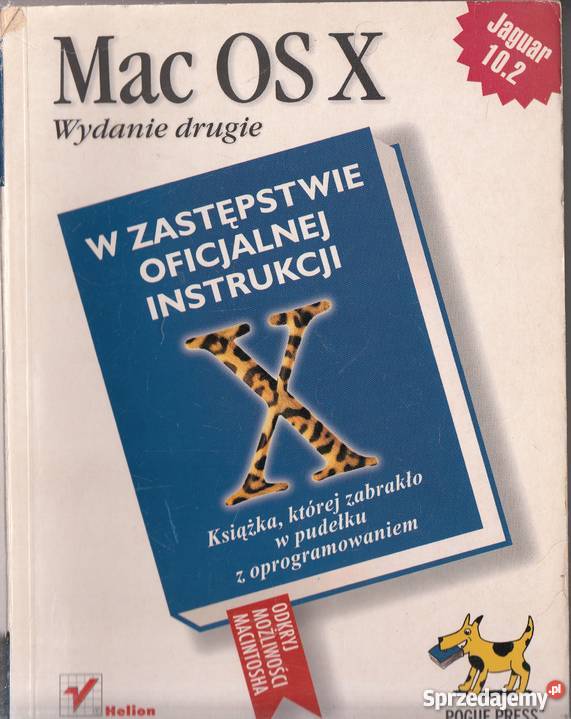 Mac OS X
Wydanie drugie
Jaguar
10.2
W ZASTĘPSTWIE
OFICJALNEJ
INSTRUKCJI
X
Książka, której zabrakło
w pudełku
z oprogramowaniem
ODKRYJ
MOŻLIWOŚCI
MACINTOSHA
Helion
Sprzedajemy.pl
POGUE PRESS